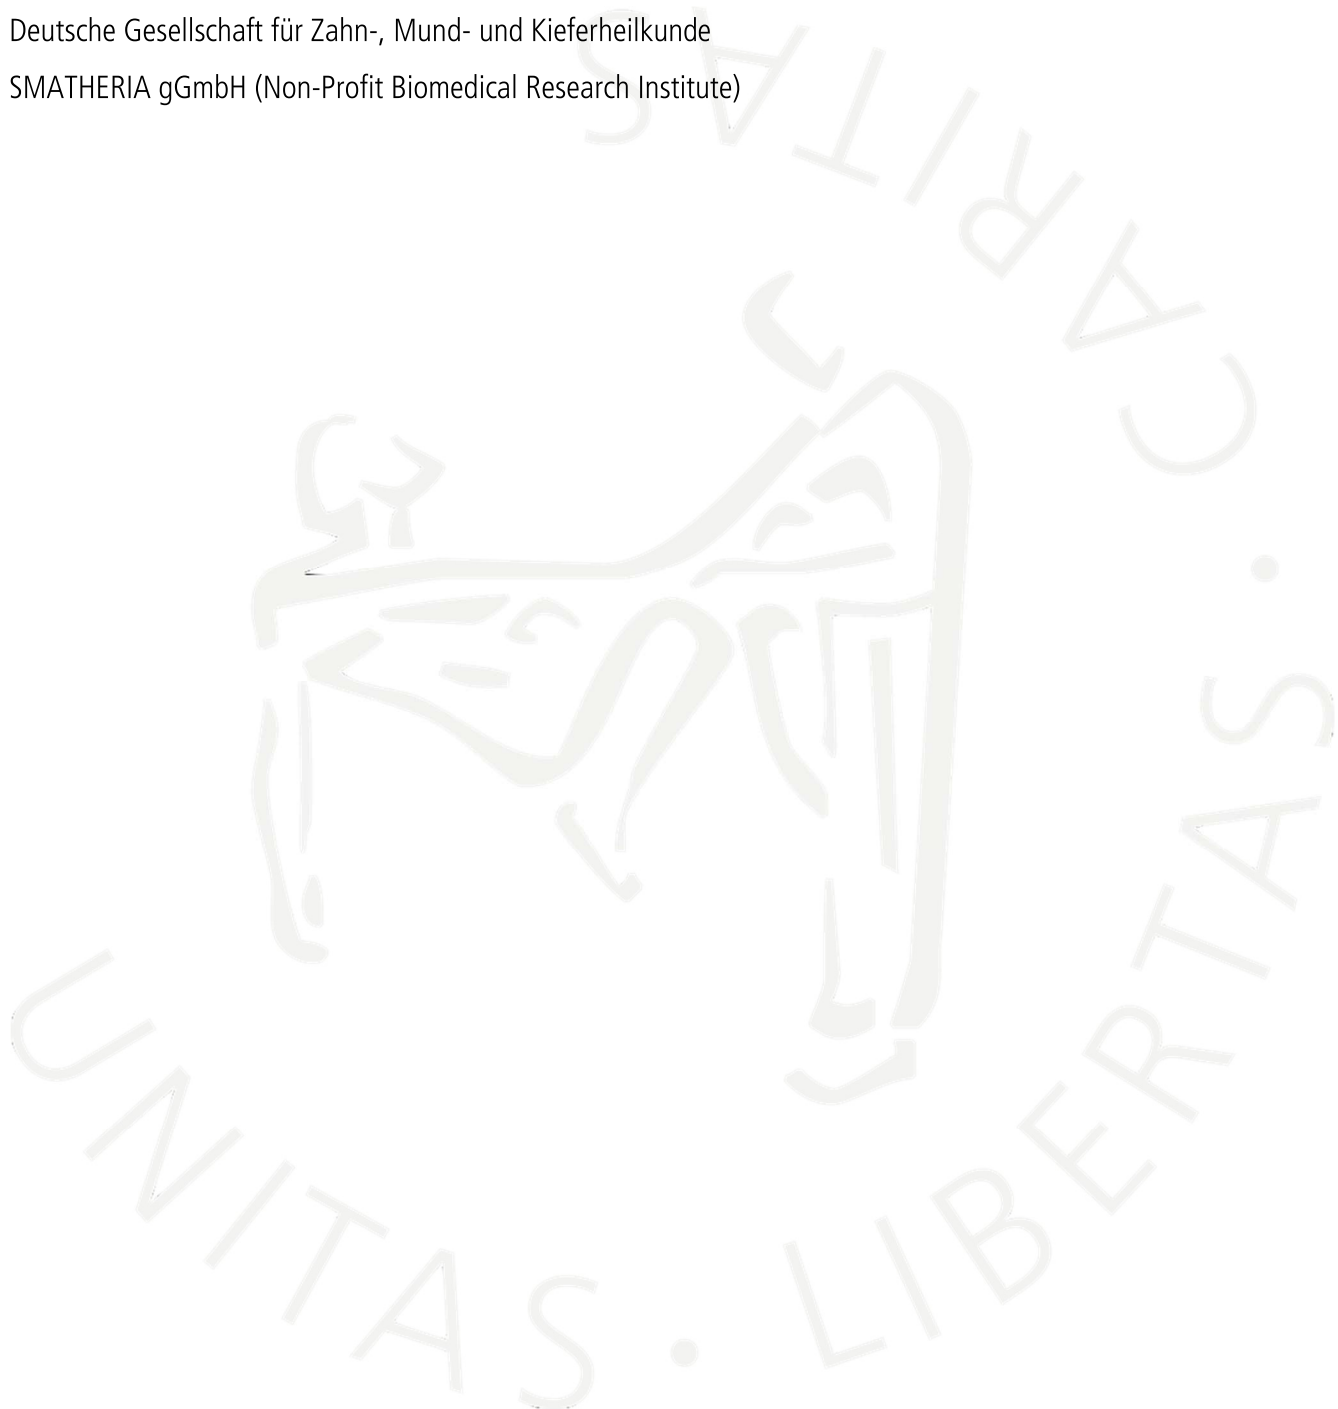 Deutsche Gesellschaft für Zahn-, Mund- und Kieferheilkunde
SMATHERIA gGmbH (Non-Profit Biomedical Research Institute)
UNITAS • LIBERTAS • CARITAS